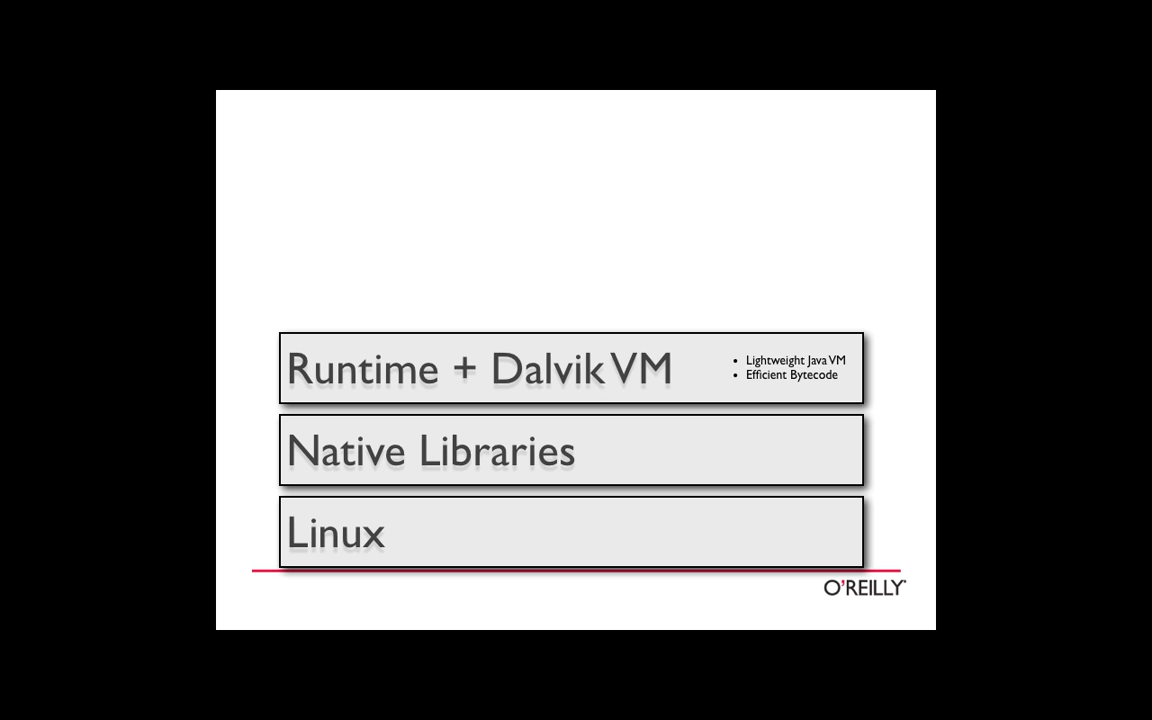 Runtime + Dalvik VM
• Lightweight Java VM
• Efficient Bytecode
Native Libraries
Linux
O'REILLY